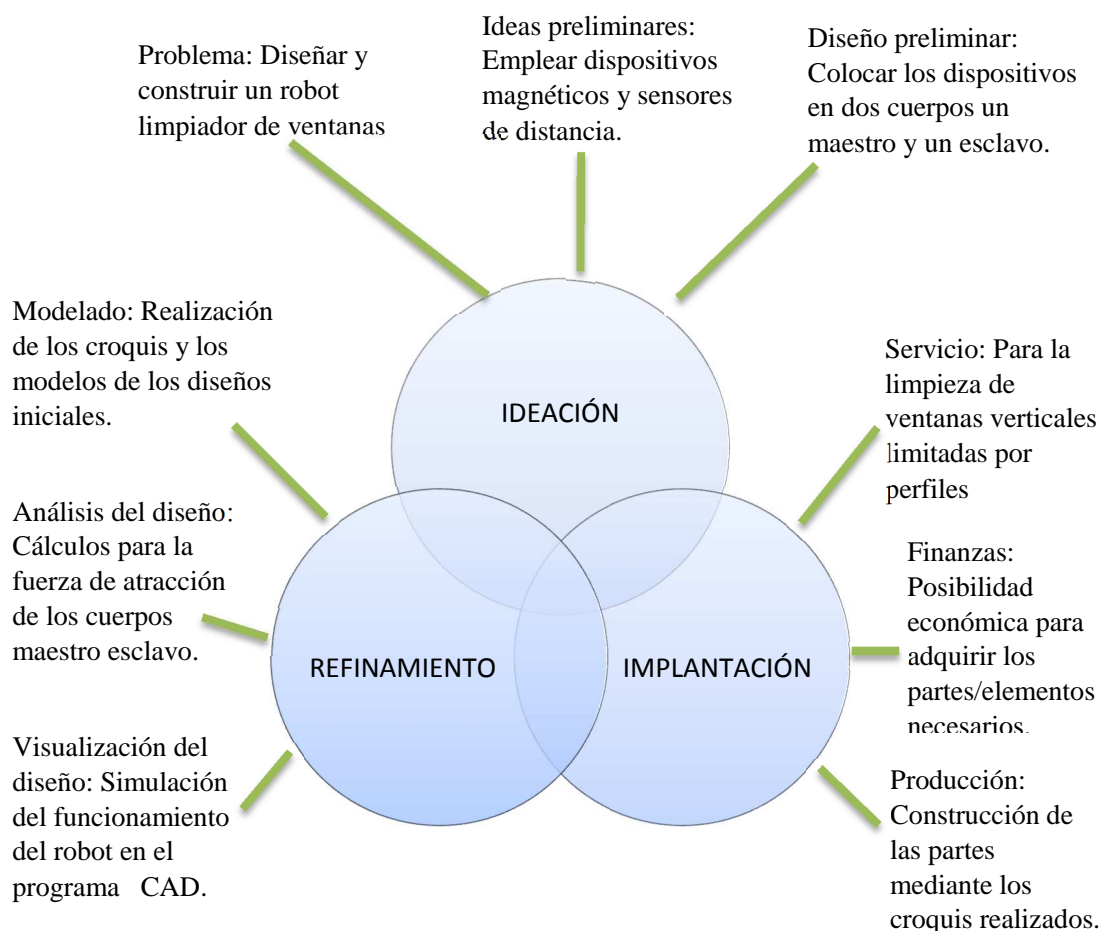 Problema: Diseñar y
construir un robot
limpiador de ventanas
Ideas preliminares:
Emplear dispositivos
magnéticos y sensores
de distancia.
Diseño preliminar:
Colocar los dispositivos
en dos cuerpos un
maestro y un esclavo.
Modelado: Realización
de los croquis y los
modelos de los diseños
iniciales.
IDEACIÓN
Servicio: Para la
limpieza de
ventanas verticales
limitadas por
perfiles
Análisis del diseño:
Cálculos para la
fuerza de atracción
de los cuerpos
maestro esclavo.
REFINAMIENTO
IMPLANTACIÓN
Finanzas:
Posibilidad
económica para
adquirir los
partes/elementos
necesarios.
Visualización del
diseño: Simulación
del funcionamiento
del robot en el
programa CAD.
Producción:
Construcción de
las partes
mediante los
croquis realizados.